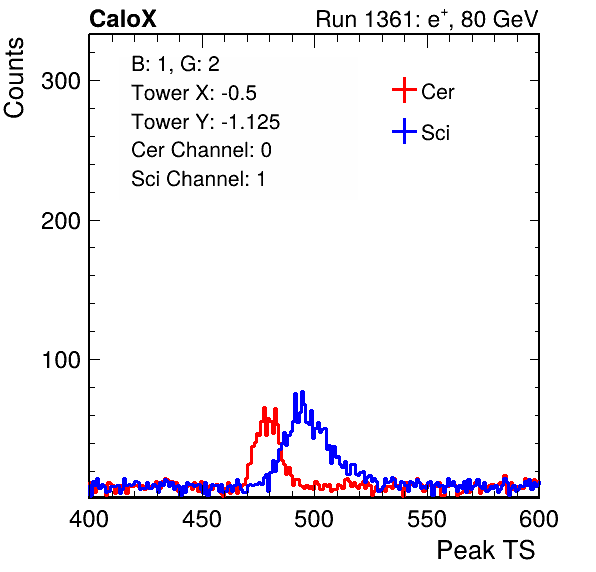 CaloX Run 1361: e⁺, 80 GeV
Counts
B: 1, G: 2
Tower X: -0.5
Tower Y: -1.125
Cer Channel: 0
Sci Channel: 1
Cer
Sci
300
200
100
400 450 500 550 600
Peak TS